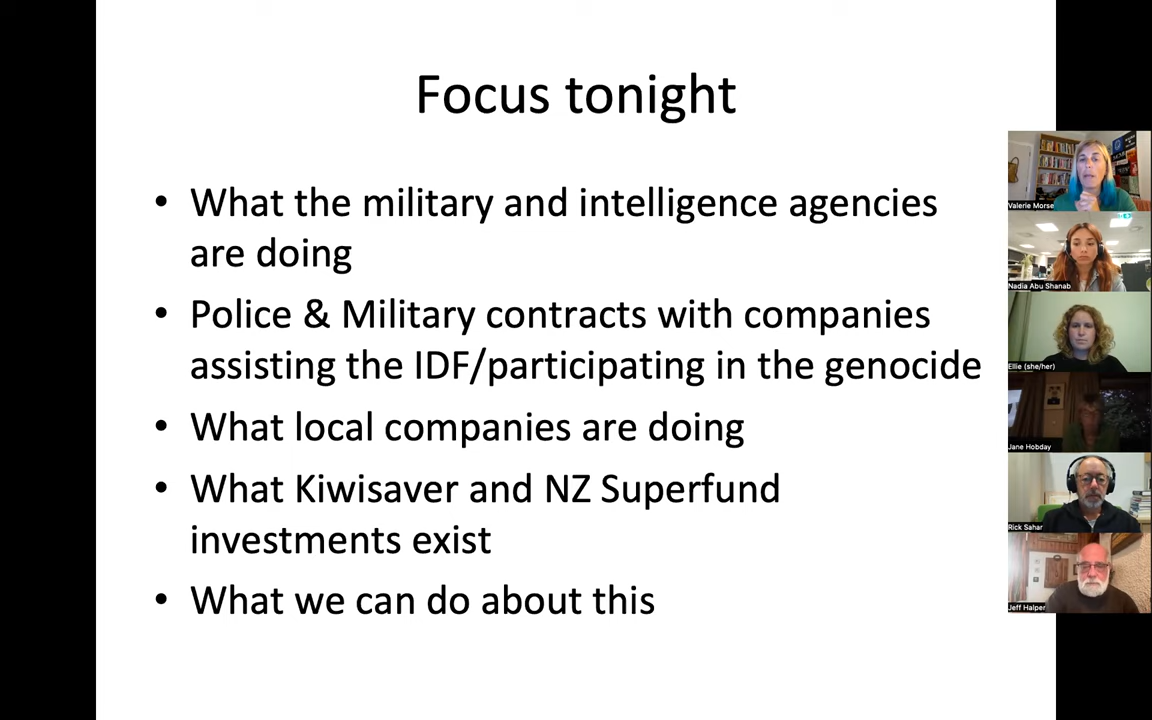 Focus tonight
• What the military and intelligence agencies
are doing
• Police & Military contracts with companies
assisting the IDF/participating in the genocide
• What local companies are doing
• What Kiwisaver and NZ Superfund
investments exist
• What we can do about this
Valerie Morse
Nadia Abu Shanab
Ellie (she/her)
Jane Hobday
Rick Sahar
Jeff Halper